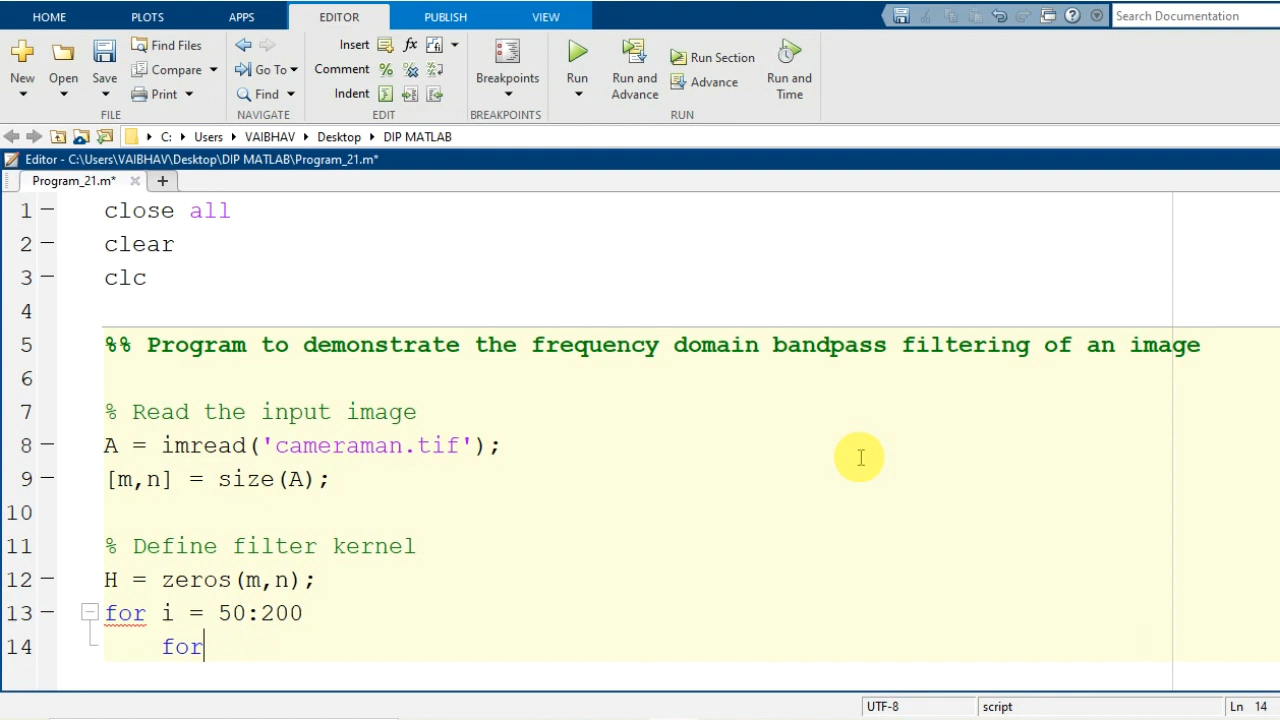 HOME PLOTS APPS EDITOR PUBLISH VIEW Search Documentation
New Open Save Find Files Compare Print
Insert fx Comment % Indent
Go To Find
Breakpoints Run Run and Advance Run Section Advance Run and Time
FILE NAVIGATE EDIT BREAKPOINTS RUN
C: Users VAIBHAV Desktop DIP MATLAB
Editor - C:\Users\VAIBHAV\Desktop\DIP MATLAB\Program_21.m*
Program_21.m* +
1 close all
2 clear
3 clc
4
5 %% Program to demonstrate the frequency domain bandpass filtering of an image
6
7 % Read the input image
8 A = imread('cameraman.tif');
9 [m,n] = size(A);
10
11 % Define filter kernel
12 H = zeros(m,n);
13 for i = 50:200
14 for
UTF-8 script Ln 14